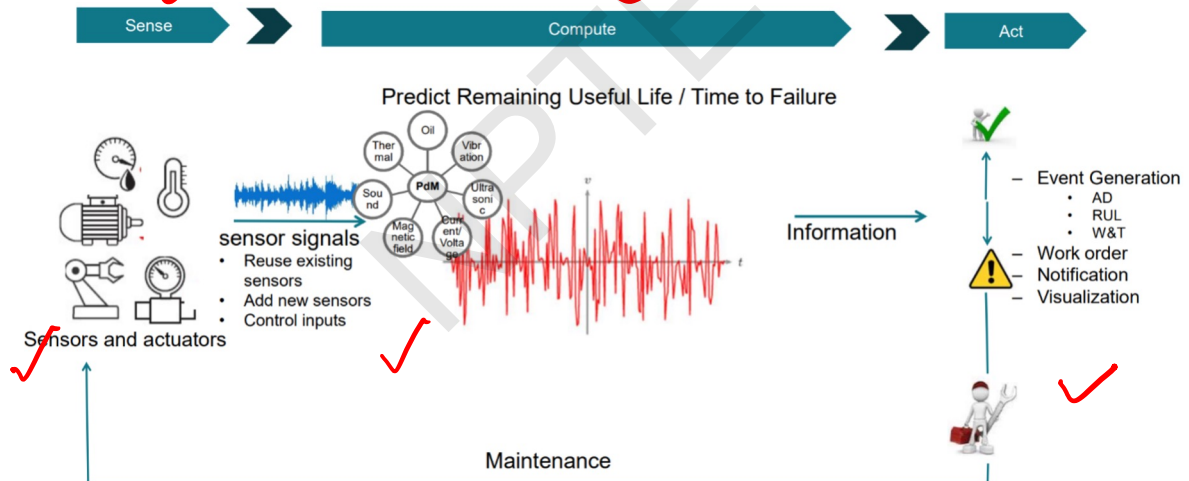 Sense
Compute
Act
Predict Remaining Useful Life / Time to Failure
Oil
Ther
mal
Vibr
ation
PdM
Sou
nd
Ultra
soni
c
Mag
netic
field
Curr
ent/
Volta
ge
v
t
sensor signals
• Reuse existing
sensors
• Add new sensors
• Control inputs
Sensors and actuators
Information
– Event Generation
• AD
• RUL
• W&T
– Work order
– Notification
– Visualization
Maintenance
NPTE